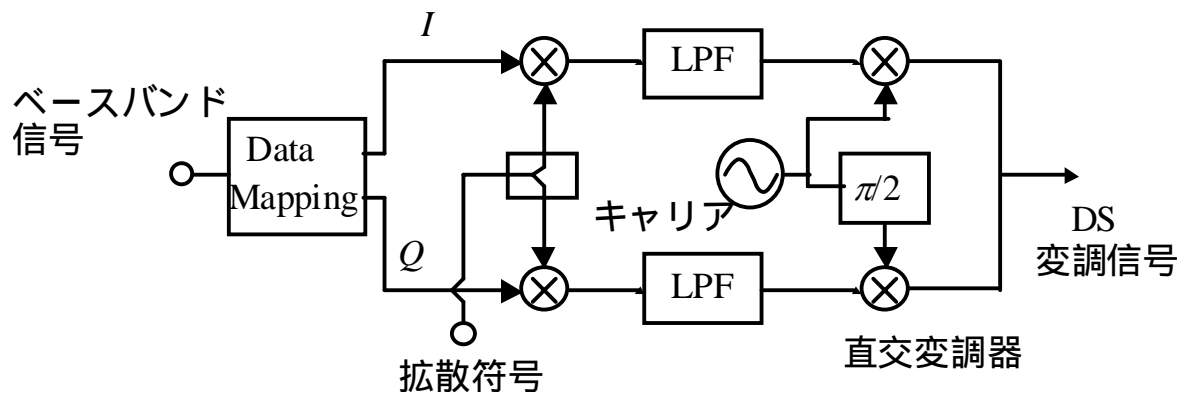 I
LPF
ベースバンド
信号
Data
Mapping
π/2
キャリア
Q
LPF
DS
変調信号
拡散符号
直交変調器